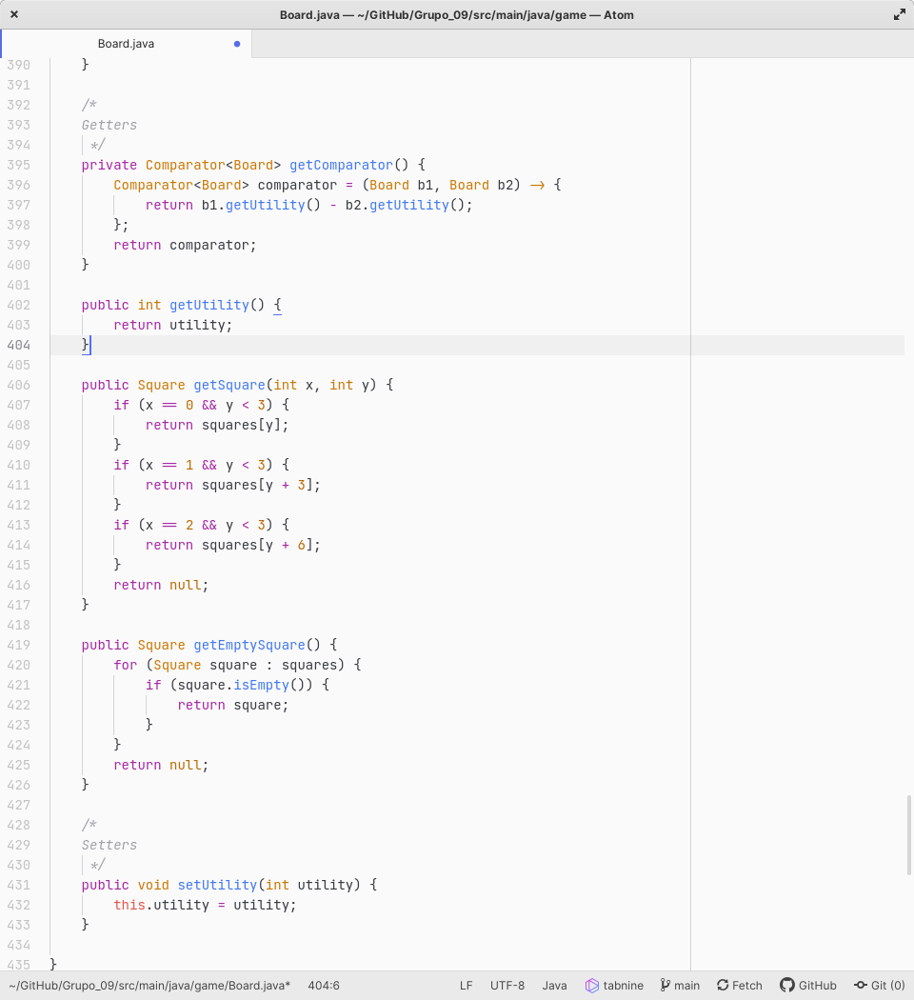 Board.java — ~/GitHub/Grupo_09/src/main/java/game — Atom
Board.java
390     }
391
392     /*
393     Getters
394      */
395     private Comparator<Board> getComparator() {
396         Comparator<Board> comparator = (Board b1, Board b2) -> {
397             return b1.getUtility() - b2.getUtility();
398         };
399         return comparator;
400     }
401
402     public int getUtility() {
403         return utility;
404     }
405
406     public Square getSquare(int x, int y) {
407         if (x == 0 && y < 3) {
408             return squares[y];
409         }
410         if (x == 1 && y < 3) {
411             return squares[y + 3];
412         }
413         if (x == 2 && y < 3) {
414             return squares[y + 6];
415         }
416         return null;
417     }
418
419     public Square getEmptySquare() {
420         for (Square square : squares) {
421             if (square.isEmpty()) {
422                 return square;
423             }
424         }
425         return null;
426     }
427
428     /*
429     Setters
430      */
431     public void setUtility(int utility) {
432         this.utility = utility;
433     }
434
435 }
~/GitHub/Grupo_09/src/main/java/game/Board.java* 404:6 LF UTF-8 Java tabnine main Fetch GitHub Git (0)